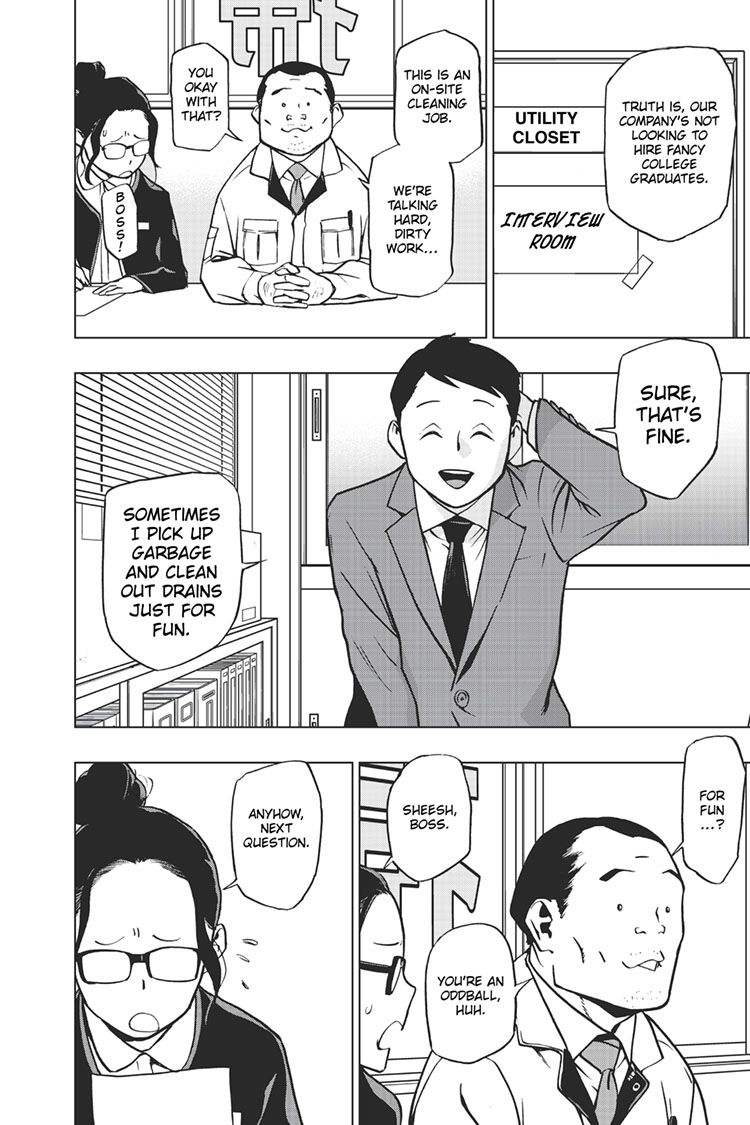 TRUTH IS, OUR
COMPANY'S NOT
LOOKING TO
HIRE FANCY
COLLEGE
GRADUATES.
UTILITY
CLOSET
INTERVIEW
ROOM
THIS IS AN
ON-SITE
CLEANING
JOB.
WE'RE
TALKING
HARD,
DIRTY
WORK...
YOU
OKAY
WITH
THAT?
BOSS!
SURE,
THAT'S
FINE.
SOMETIMES
I PICK UP
GARBAGE
AND CLEAN
OUT DRAINS
JUST FOR
FUN.
FOR
FUN
...?
SHEESH,
BOSS.
YOU'RE AN
ODDBALL,
HUH.
ANYHOW,
NEXT
QUESTION.